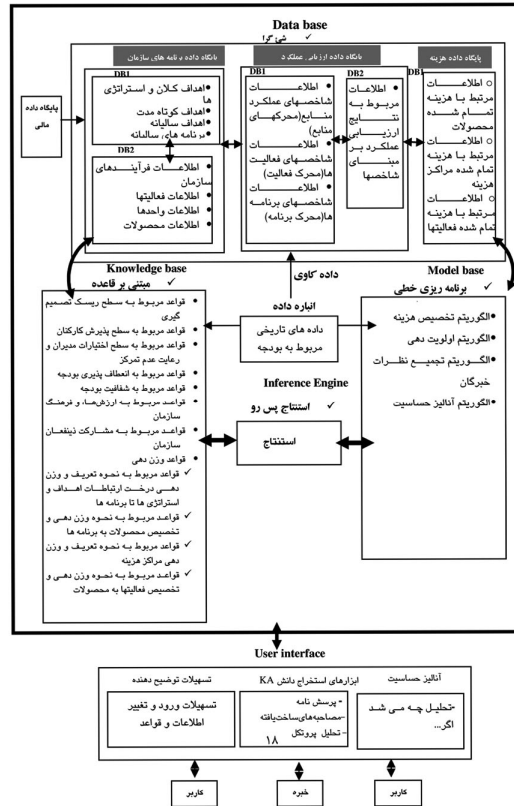 Data base
✓ شئ گرا
پایگاه داده برنامه های سازمان
پایگاه داده ارزیابی عملکرد
پایگاه داده هزینه
پایگاه داده
مالی
DB1
• اهداف کلان و استراتژی
ها
• اهداف کوتاه مدت
• اهداف سالیانه
• برنامه های سالیانه
DB2
• اطلاعات فرآیندهای
سازمان
• اطلاعات فعالیتها
• اطلاعات واحدها
• اطلاعات محصولات
DB1
• اطلاعات
شاخصهای عملکرد
منابع(محرکهای
منابع)
• اطلاعات
شاخصهای فعالیت
ها(محرک فعالیت)
• اطلاعات
شاخصهای برنامه
ها(محرک برنامه)
DB2
• اطلاعات
مربوط به
نتایج
ارزیابی
عملکرد بر
مبنای
شاخصها
DB1
○ اطلاعات
مرتبط با هزینه
تمام شده
محصولات
○ اطلاعات
مرتبط با هزینه
تمام شده مراکز
هزینه
○ اطلاعات
مرتبط با هزینه
تمام شده فعالیتها
داده کاوی
انباره داده
داده های تاریخی
مربوط به بودجه
Knowledge base
✓ مبتنی بر قاعده
• قواعد مربوط به سطح ریسک تصمیم
گیری
• قواعد مربوط به سطح پذیرش کارکنان
• قواعد مربوط به سطح اختیارات مدیران و
رعایت عدم تمرکز
• قواعد مربوط به انعطاف پذیری بودجه
• قواعد مربوط به شفافیت بودجه
• قواعد مربوط به ارزش‌ها، و فرهنگ
سازمان
• قواعد مربوط به مشارکت ذینفعان
سازمان
• قواعد وزن دهی
✓ قواعد مربوط به نحوه تعریف و وزن
دهی درخت ارتباطات اهداف و
استراتژی ها تا برنامه ها
✓ قواعد مربوط به نحوه وزن دهی و
تخصیص محصولات به برنامه ها
✓ قواعد مربوط به نحوه تعریف و وزن
دهی مراکز هزینه
✓ قواعد مربوط به نحوه وزن دهی و
تخصیص فعالیتها به محصولات
Inference Engine
✓ استنتاج پس رو
استنتاج
Model base
✓ برنامه ریزی خطی
•الگوریتم تخصیص هزینه
•الگوریتم اولویت دهی
•الگوریتم تجمیع نظرات
خبرگان
•الگوریتم آنالیز حساسیت
User interface
تسهیلات توضیح دهنده
تسهیلات ورود و تغییر
اطلاعات و قواعد
ابزارهای استخراج دانش KA
- پرسش نامه
-مصاحبه‌های‌ساخت‌یافته
- تحلیل پروتکل
۱۸
آنالیز حساسیت
-تحلیل چه می شد
اگر...
کاربر
خبره
کاربر